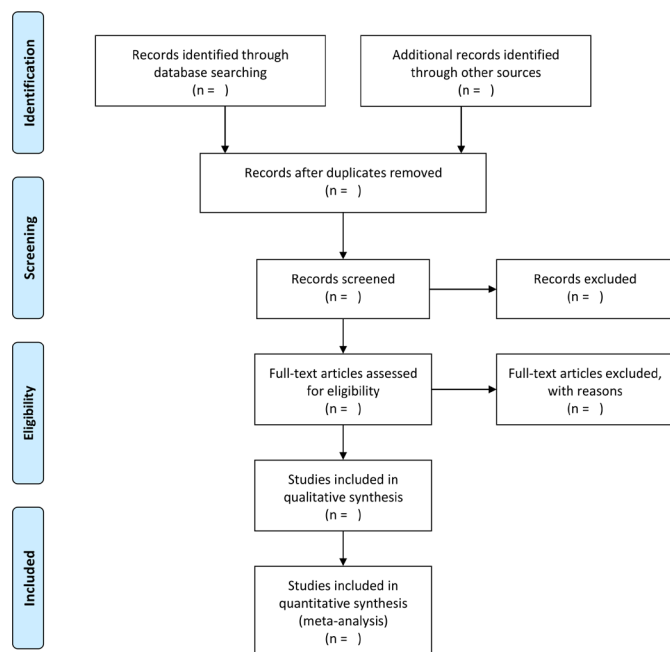 Identification
Records identified through
database searching
(n =   )
Additional records identified
through other sources
(n =   )
Records after duplicates removed
(n =   )
Screening
Records screened
(n =   )
Records excluded
(n =   )
Eligibility
Full-text articles assessed
for eligibility
(n =   )
Full-text articles excluded,
with reasons
(n =   )
Studies included in
qualitative synthesis
(n =   )
Included
Studies included in
quantitative synthesis
(meta-analysis)
(n =   )